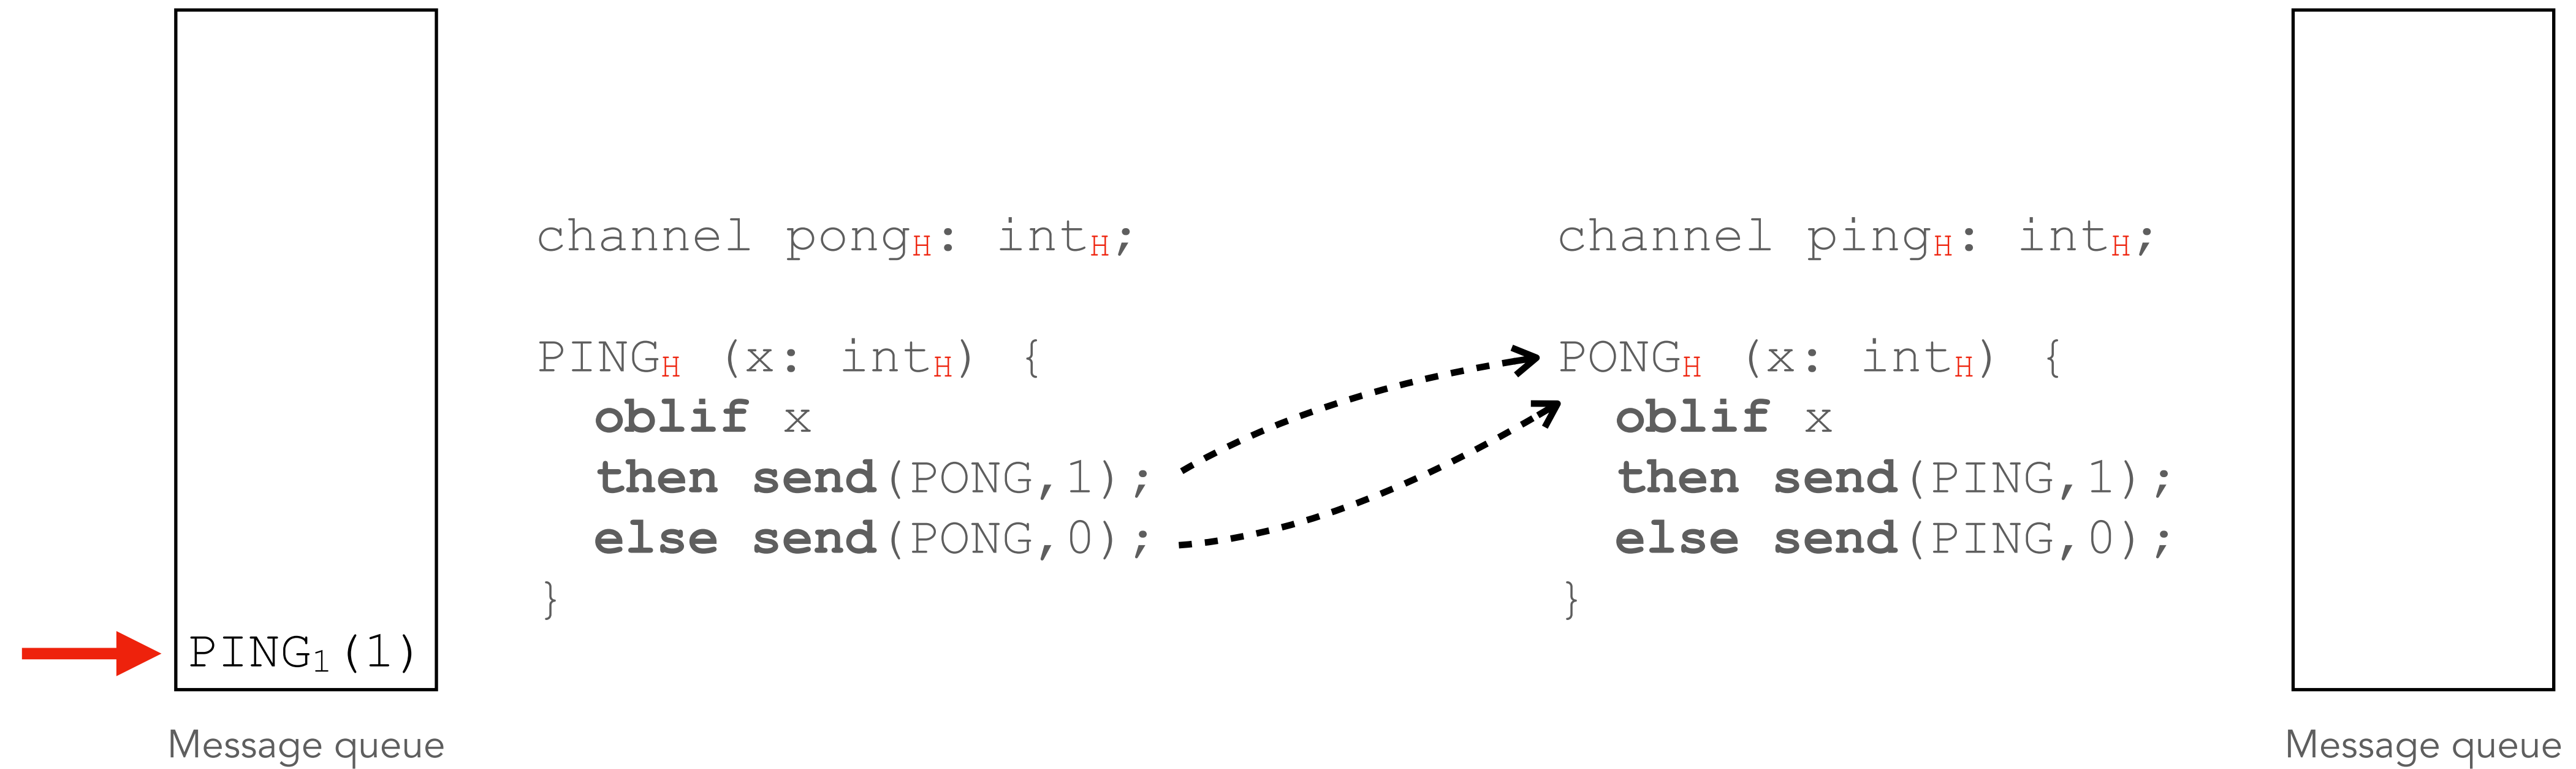 channel pongH: intH;
PINGH (x: intH) {
oblif x
then send(PONG,1);
else send(PONG,0);
}
PING1(1)
Message queue
channel pingH: intH;
PONGH (x: intH) {
oblif x
then send(PING,1);
else send(PING,0);
}
Message queue